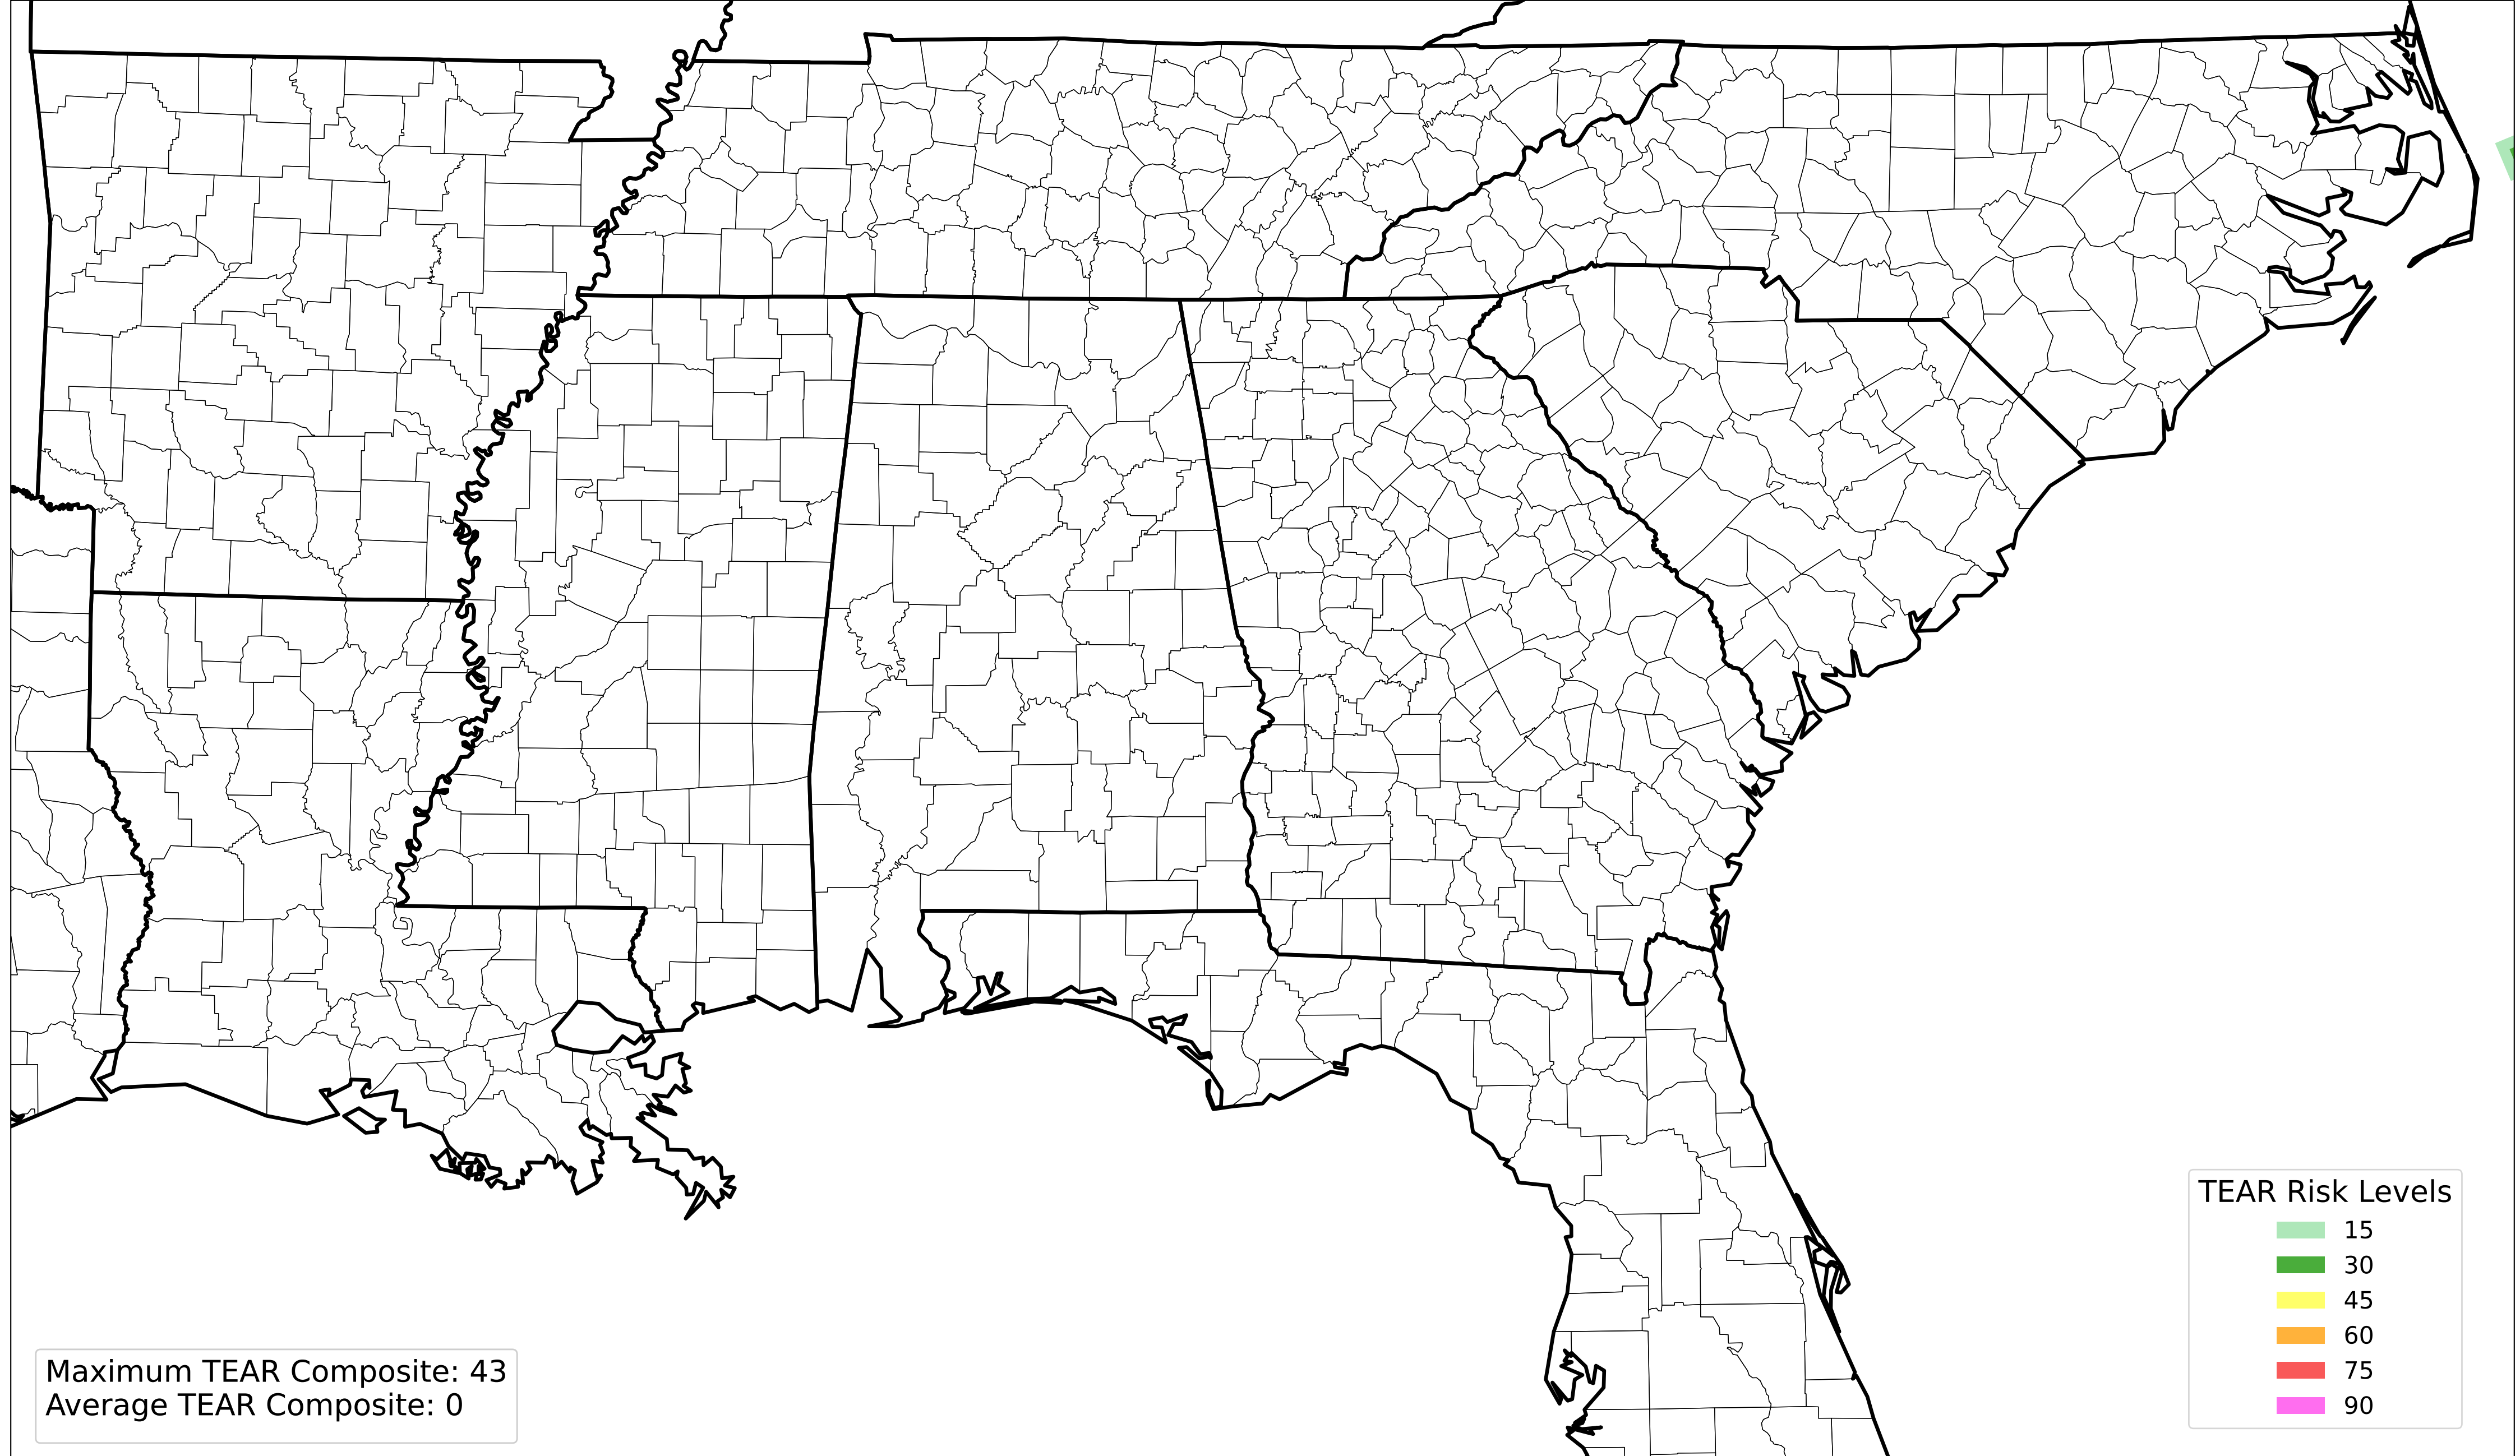 TEAR Risk Levels
15
30
45
60
75
90
Maximum TEAR Composite: 43
Average TEAR Composite: 0